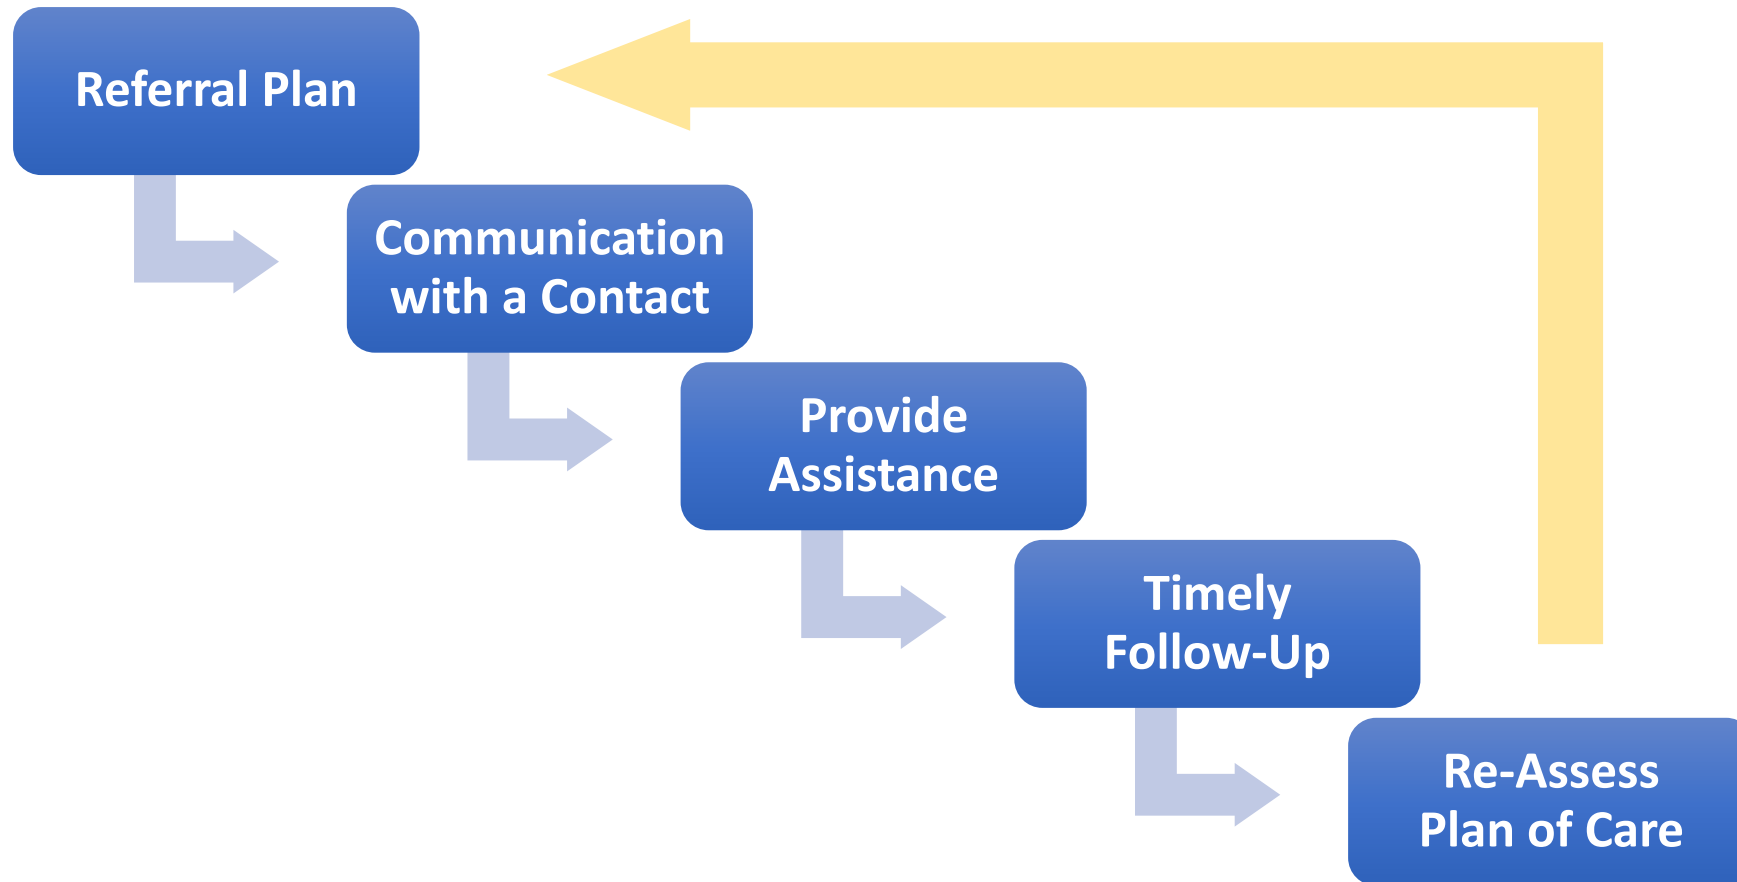 Referral Plan
Communication
with a Contact
Provide
Assistance
Timely
Follow-Up
Re-Assess
Plan of Care